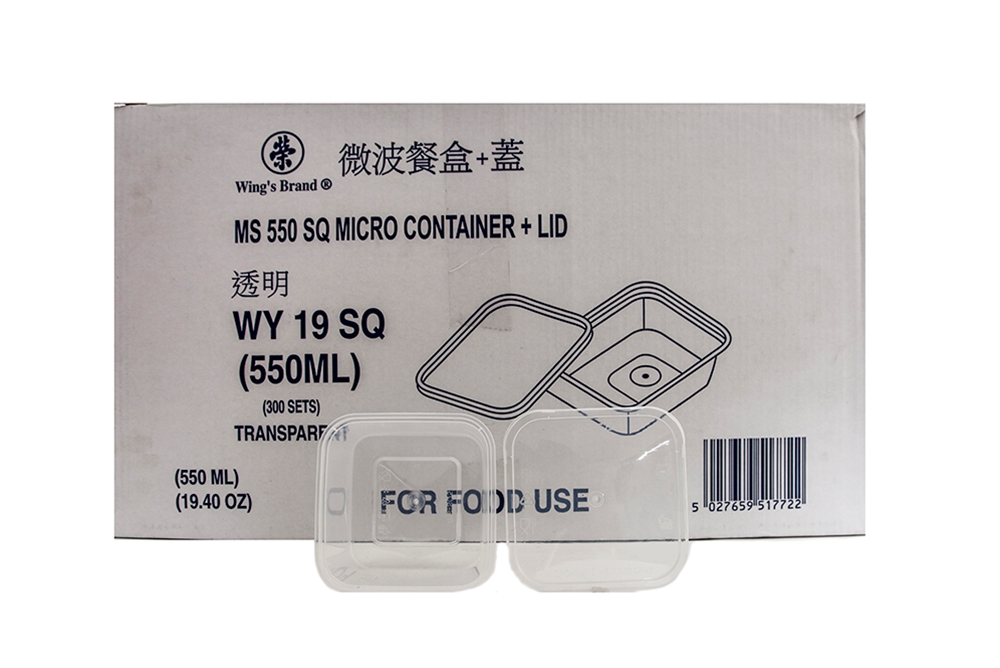 榮
Wing's Brand ®
微波餐盒+蓋
MS 550 SQ MICRO CONTAINER + LID
透明
WY 19 SQ
(550ML)
(300 SETS)
TRANSPARENT
(550 ML)
(19.40 OZ)
FOR FOOD USE
5 027659 517722